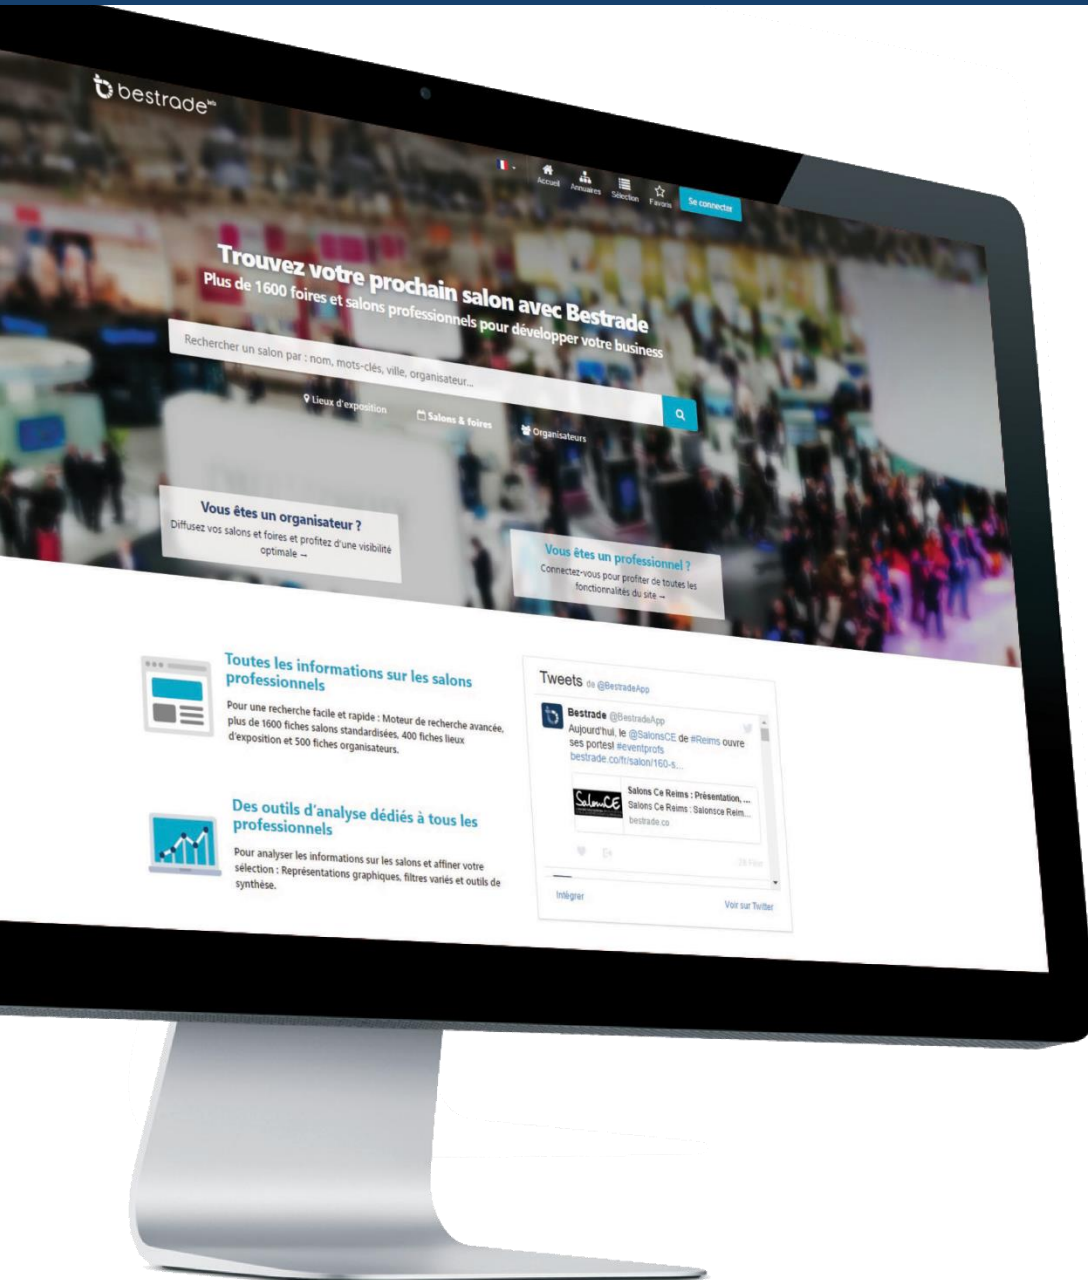 bestrade beta
Accueil
Annuaires
Sélection
Favoris
Se connecter
Trouvez votre prochain salon avec Bestrade
Plus de 1600 foires et salons professionnels pour développer votre business
Rechercher un salon par : nom, mots-clés, ville, organisateur...
Lieux d'exposition
Salons & foires
Organisateurs
Vous êtes un organisateur ?
Diffusez vos salons et foires et profitez d'une visibilité
optimale →
Vous êtes un professionnel ?
Connectez-vous pour profiter de toutes les
fonctionnalités du site →
Toutes les informations sur les salons
professionnels
Pour une recherche facile et rapide : Moteur de recherche avancée,
plus de 1600 fiches salons standardisées, 400 fiches lieux
d'exposition et 500 fiches organisateurs.
Des outils d'analyse dédiés à tous les
professionnels
Pour analyser les informations sur les salons et affiner votre
sélection : Représentations graphiques, filtres variés et outils de
synthèse.
Tweets de @BestradeApp
Bestrade @BestradeApp
Aujourd'hui, le @SalonsCE de #Reims ouvre
ses portes! #eventprofs
bestrade.co/fr/salon/160-s...
SalonsCE
Salons Ce Reims : Présentation, ...
Salons Ce Reims : Salonsce Reim...
bestrade.co
Intégrer
Voir sur Twitter